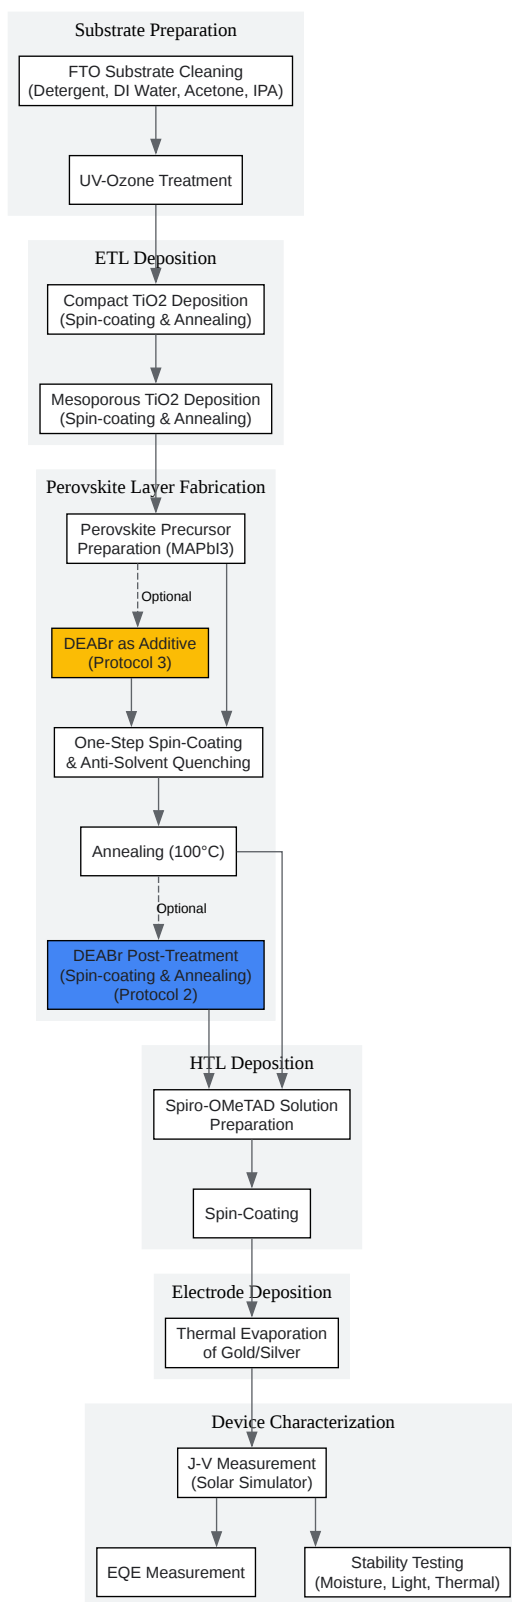 Substrate Preparation
FTO Substrate Cleaning
(Detergent, DI Water, Acetone, IPA)
UV-Ozone Treatment
ETL Deposition
Compact TiO2 Deposition
(Spin-coating & Annealing)
Mesoporous TiO2 Deposition
(Spin-coating & Annealing)
Perovskite Layer Fabrication
Perovskite Precursor
Preparation (MAPbI3)
Optional
DEABr as Additive
(Protocol 3)
One-Step Spin-Coating
& Anti-Solvent Quenching
Annealing (100°C)
Optional
DEABr Post-Treatment
(Spin-coating & Annealing)
(Protocol 2)
HTL Deposition
Spiro-OMeTAD Solution
Preparation
Spin-Coating
Electrode Deposition
Thermal Evaporation
of Gold/Silver
Device Characterization
J-V Measurement
(Solar Simulator)
EQE Measurement
Stability Testing
(Moisture, Light, Thermal)